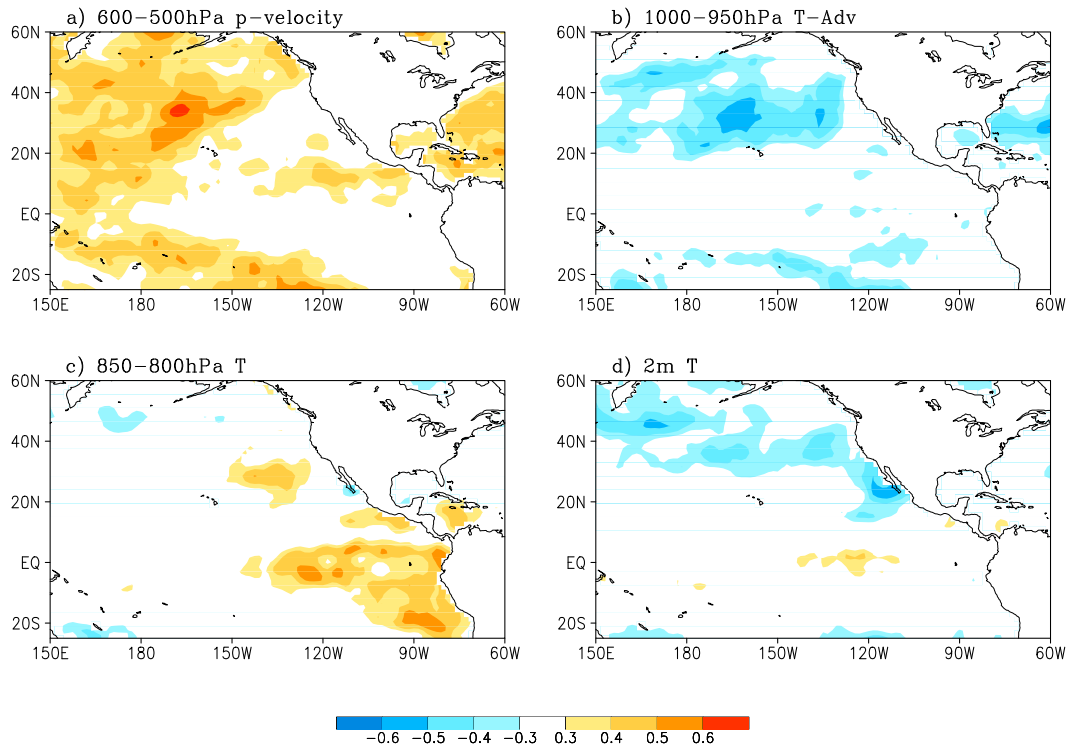 a) 600−500hPa p−velocity
b) 1000−950hPa T−Adv
60N
40N
20N
EQ
20S
150E 180 150W 120W 90W 60W
60N
40N
20N
EQ
20S
150E 180 150W 120W 90W 60W
c) 850−800hPa T
d) 2m T
60N
40N
20N
EQ
20S
150E 180 150W 120W 90W 60W
60N
40N
20N
EQ
20S
150E 180 150W 120W 90W 60W
−0.6 −0.5 −0.4 −0.3 0.3 0.4 0.5 0.6